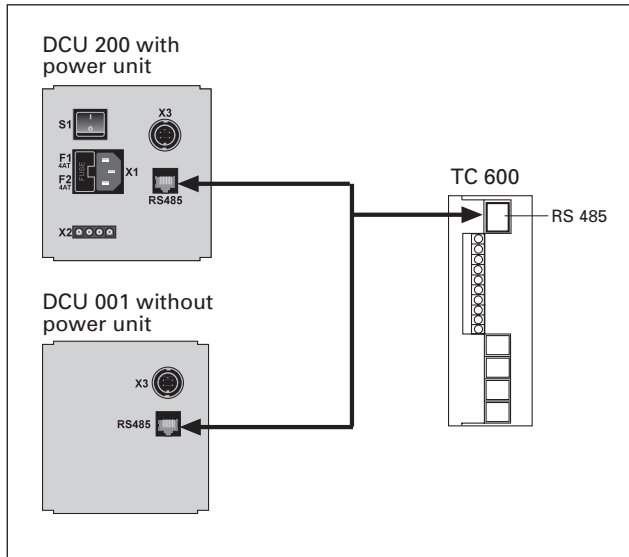 DCU 200 with
power unit
S1
I
O
X3
F1
4AT
F2
4AT
FUSE
X1
RS485
X2
TC 600
RS 485
DCU 001 without
power unit
X3
RS485